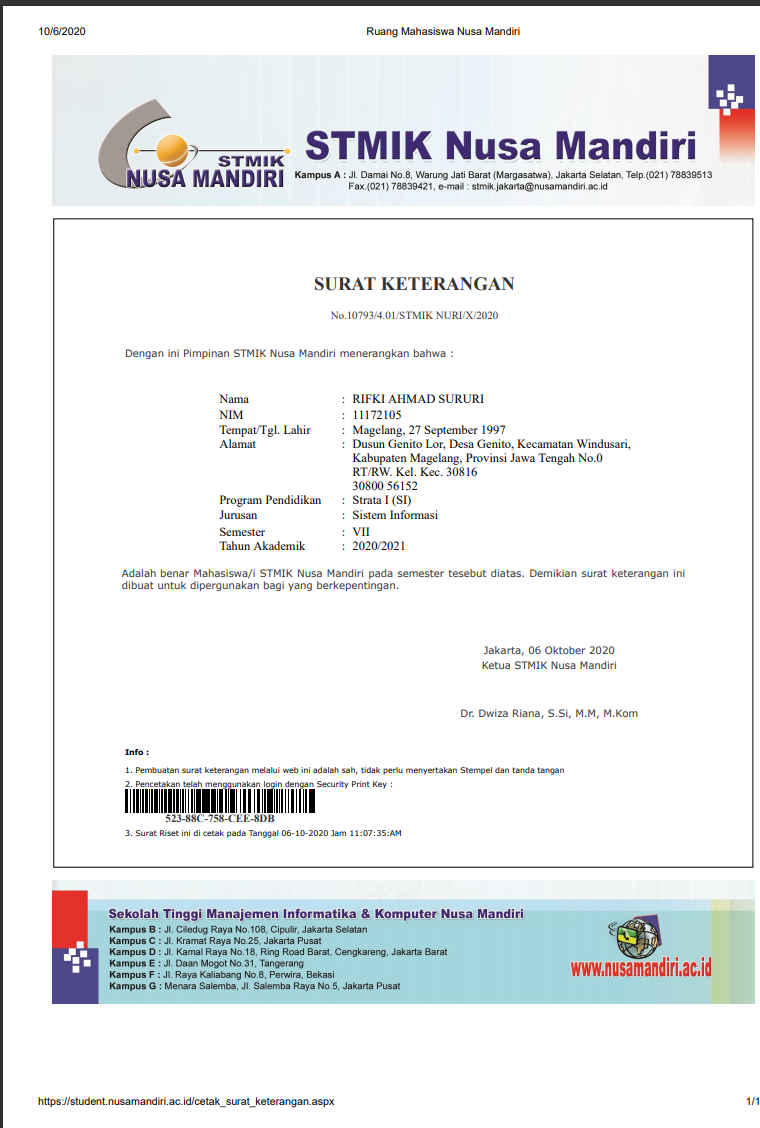 10/6/2020 Ruang Mahasiswa Nusa Mandiri
STMIK
NUSA MANDIRI
STMIK Nusa Mandiri
Kampus A : Jl. Damai No.8, Warung Jati Barat (Margasatwa), Jakarta Selatan, Telp.(021) 78839513
Fax.(021) 78839421, e-mail : stmik.jakarta@nusamandiri.ac.id
SURAT KETERANGAN
No.10793/4.01/STMIK NURI/X/2020
Dengan ini Pimpinan STMIK Nusa Mandiri menerangkan bahwa :
Nama : RIFKI AHMAD SURURI
NIM : 11172105
Tempat/Tgl. Lahir : Magelang, 27 September 1997
Alamat : Dusun Genito Lor, Desa Genito, Kecamatan Windusari,
Kabupaten Magelang, Provinsi Jawa Tengah No.0
RT/RW. Kel. Kec. 30816
30800 56152
Program Pendidikan : Strata I (SI)
Jurusan : Sistem Informasi
Semester : VII
Tahun Akademik : 2020/2021
Adalah benar Mahasiswa/i STMIK Nusa Mandiri pada semester tesebut diatas. Demikian surat keterangan ini
dibuat untuk dipergunakan bagi yang berkepentingan.
Jakarta, 06 Oktober 2020
Ketua STMIK Nusa Mandiri
Dr. Dwiza Riana, S.Si, M.M, M.Kom
Info :
1. Pembuatan surat keterangan melalui web ini adalah sah, tidak perlu menyertakan Stempel dan tanda tangan
2. Pencetakan telah menggunakan login dengan Security Print Key :
523-88C-758-CEE-8DB
3. Surat Riset ini di cetak pada Tanggal 06-10-2020 Jam 11:07:35:AM
Sekolah Tinggi Manajemen Informatika & Komputer Nusa Mandiri
Kampus B : Jl. Ciledug Raya No.108, Cipulir, Jakarta Selatan
Kampus C : Jl. Kramat Raya No.25, Jakarta Pusat
Kampus D : Jl. Kamal Raya No.18, Ring Road Barat, Cengkareng, Jakarta Barat
Kampus E : Jl. Daan Mogot No.31, Tangerang
Kampus F : Jl. Raya Kaliabang No.8, Perwira, Bekasi
Kampus G : Menara Salemba, Jl. Salemba Raya No.5, Jakarta Pusat
www.nusamandiri.ac.id
https://student.nusamandiri.ac.id/cetak_surat_keterangan.aspx 1/1